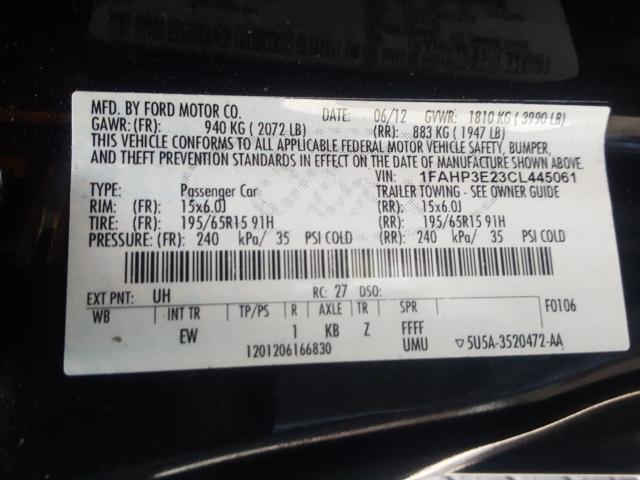 MFD. BY FORD MOTOR CO.
DATE: 06/12 GVWR: 1810 KG ( 3990 LB)
GAWR: (FR): 940 KG ( 2072 LB) (RR): 883 KG ( 1947 LB)
THIS VEHICLE CONFORMS TO ALL APPLICABLE FEDERAL MOTOR VEHICLE SAFETY, BUMPER,
AND THEFT PREVENTION STANDARDS IN EFFECT ON THE DATE OF MANUFACTURE SHOWN ABOVE.
VIN: 1FAHP3E23CL445061
TYPE: Passenger Car TRAILER TOWING - SEE OWNER GUIDE
RIM: (FR): 15x6.0J (RR): 15x6.0J
TIRE: (FR): 195/65R15 91H (RR): 195/65R15 91H
PRESSURE: (FR): 240 kPa/ 35 PSI COLD (RR): 240 kPa/ 35 PSI COLD
EXT PNT: UH RC: 27 DSO: F0106
WB INT TR TP/PS R AXLE TR SPR
EW 1 KB Z FFFF
1201206166830 UMU ▽5U5A-3520472-AA